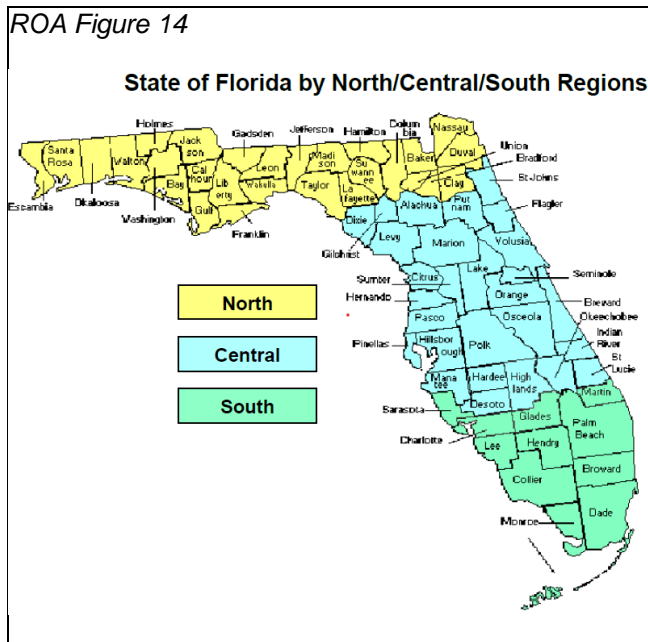 ROA Figure 14
State of Florida by North/Central/South Regions
Holmes
Gadsden
Jefferson
Hamilton
Colum
bia
Nassau
Union
Bradford
Santa
Rosa
Walton
Jack
son
Leon
Madi
son
Su
wann
ee
Baker
Duval
Bay
Cal
hour
Lib
erty
Wakulla
Taylor
La
fayette
Clay
St Johns
Escambia
Okaloosa
Washington
Gulf
Franklin
Dixie
Alachua
Put
nam
Flagler
Gilchrist
Levy
Marion
Volusia
Sumter
Citrus
Lake
Seminole
Hernando
Orange
Brevard
North
Pasco
Osceola
Okeechobee
Central
Pinellas
Hillsbor
ough
Polk
Indian
River
St
Lucie
South
Mana
tee
Hardee
High
lands
Sarasota
Desoto
Martin
Charlotte
Glades
Palm
Beach
Lee
Hendry
Collier
Broward
Monroe
Dade